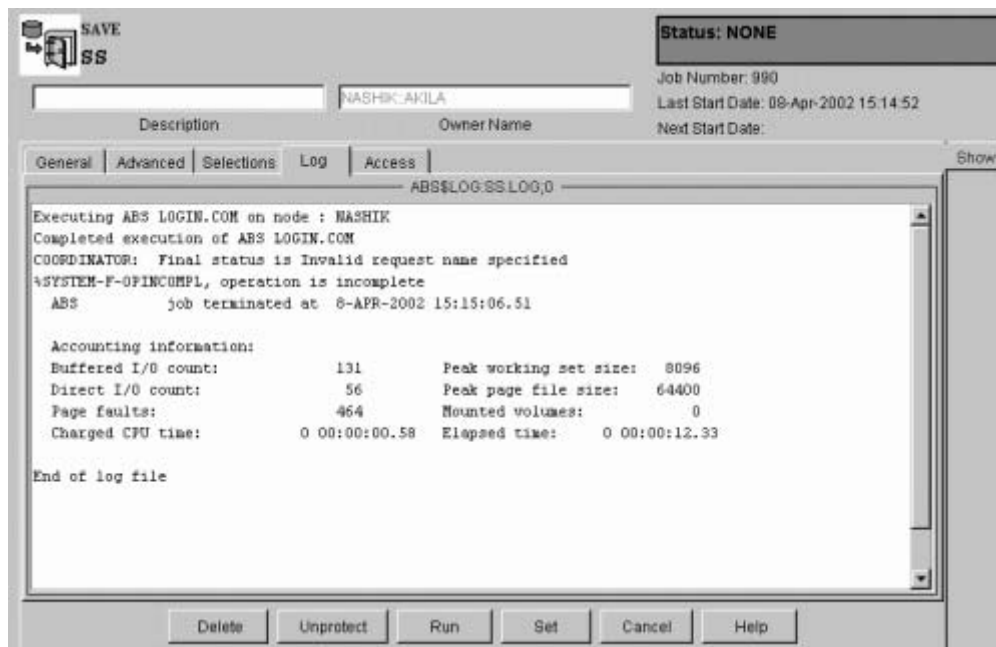 SAVE
SS
Status: NONE
Job Number: 990
NASHIK::AKILA
Last Start Date: 08-Apr-2002 15:14:52
Description Owner Name Next Start Date:
General Advanced Selections Log Access Show
ABS$LOG:SS.LOG;0
Executing ABS LOGIN.COM on node : NASHIK
Completed execution of ABS LOGIN.COM
COORDINATOR: Final status is Invalid request name specified
%SYSTEM-F-OPINCOMPL, operation is incomplete
ABS job terminated at 8-APR-2002 15:15:06.51
Accounting information:
Buffered I/O count: 131 Peak working set size: 8096
Direct I/O count: 56 Peak page file size: 64400
Page faults: 464 Mounted volumes: 0
Charged CPU time: 0 00:00:00.58 Elapsed time: 0 00:00:12.33
End of log file
Delete Unprotect Run Set Cancel Help